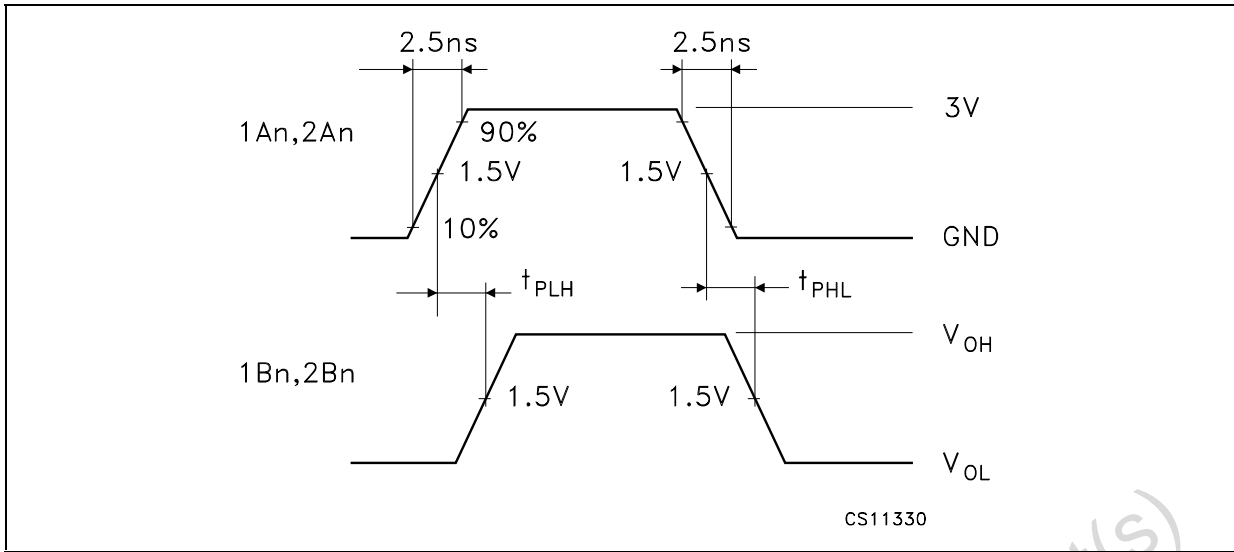 2.5ns 2.5ns
3V
1An,2An 90%
1.5V 1.5V
10% GND
tPLH tPHL
VOH
1Bn,2Bn 1.5V 1.5V
VOL
CS11330
t(s)